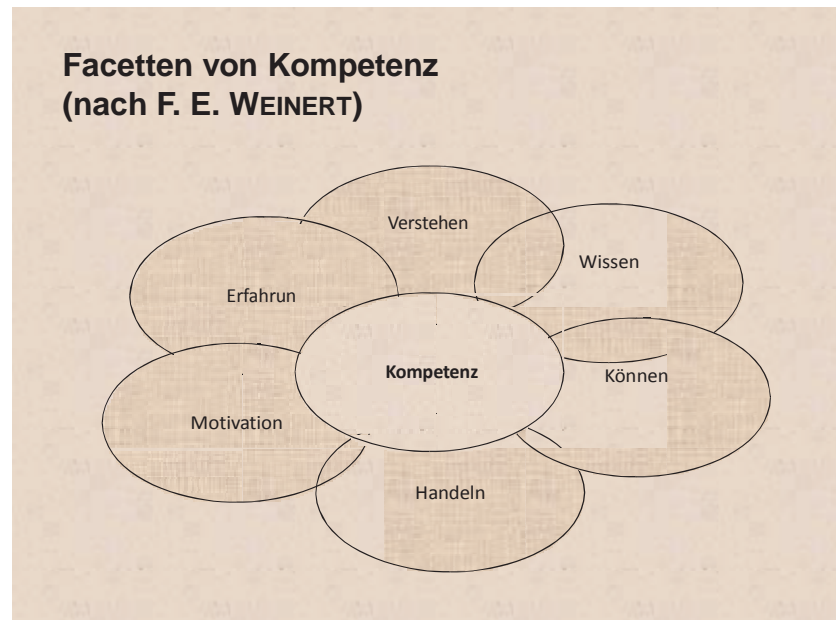 Facetten von Kompetenz
(nach F. E. WEINERT)
Verstehen
Wissen
Erfahrun
Kompetenz
Können
Motivation
Handeln